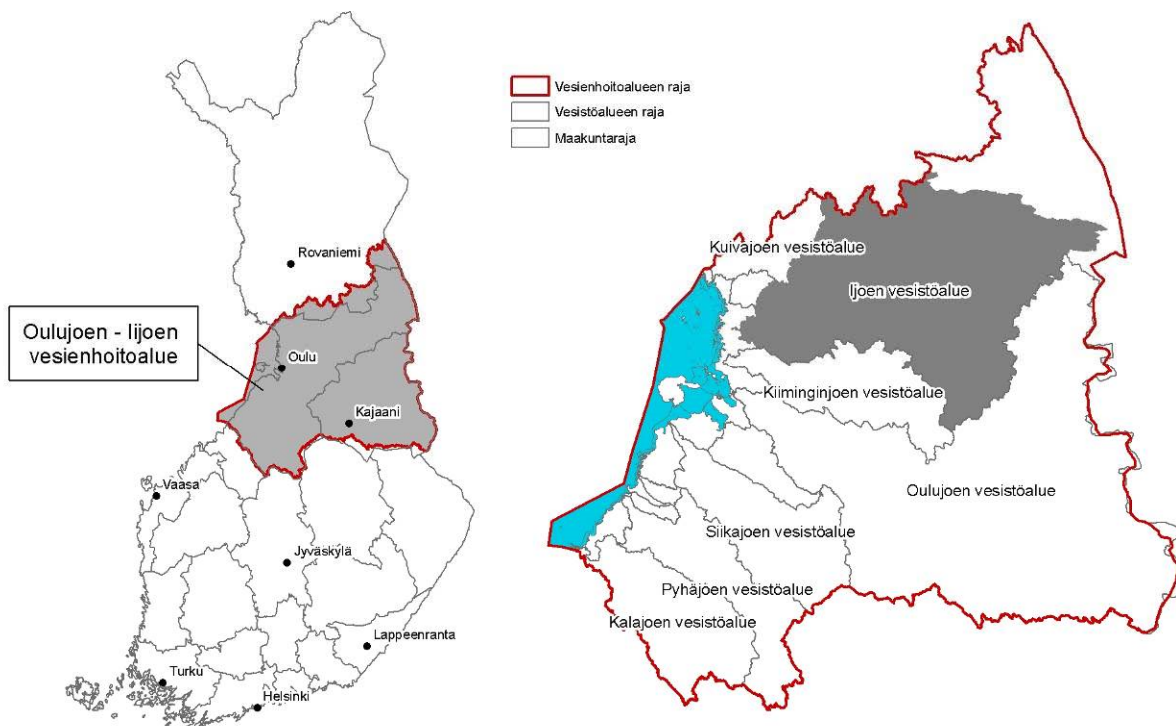 Rovaniemi
Oulujoen - Iijoen
vesienhoitoalue
Oulu
Kajaani
Vaasa
Jyväskylä
Lappeenranta
Turku
Helsinki
Vesienhoitoalueen raja
Vesistöalueen raja
Maakuntaraja
Kuivajoen vesistöalue
Iijoen vesistöalue
Kiiminginjoen vesistöalue
Oulujoen vesistöalue
Siikajoen vesistöalue
Pyhäjoen vesistöalue
Kalajoen vesistöalue